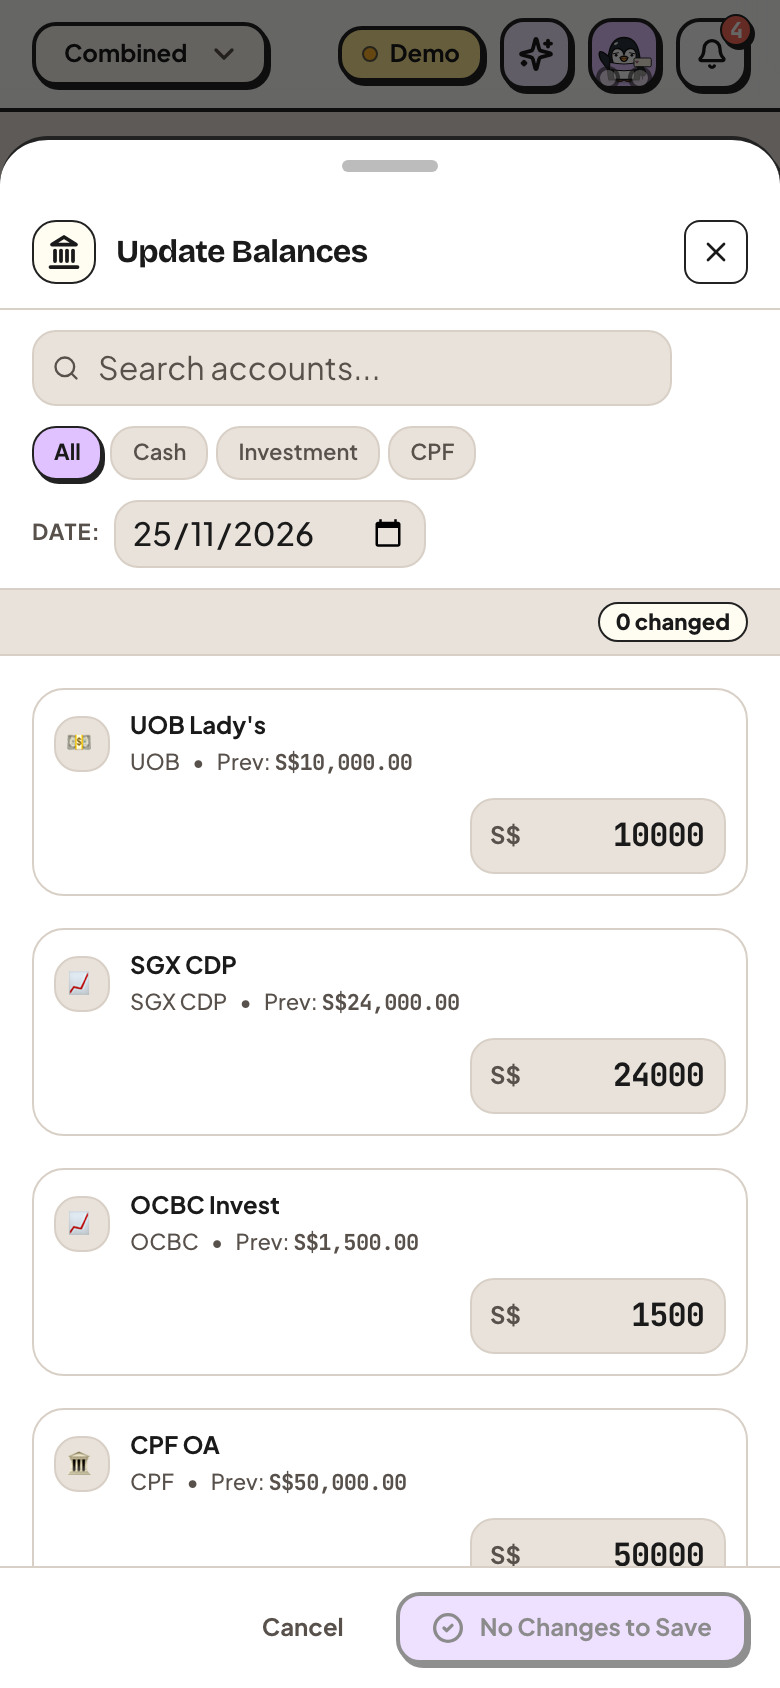 Combined
Demo
4
Update Balances
Search accounts...
All Cash Investment CPF
DATE: 25/11/2026
0 changed
UOB Lady's
UOB • Prev: S$10,000.00
S$ 10000
SGX CDP
SGX CDP • Prev: S$24,000.00
S$ 24000
OCBC Invest
OCBC • Prev: S$1,500.00
S$ 1500
CPF OA
CPF • Prev: S$50,000.00
S$ 50000
Cancel
No Changes to Save